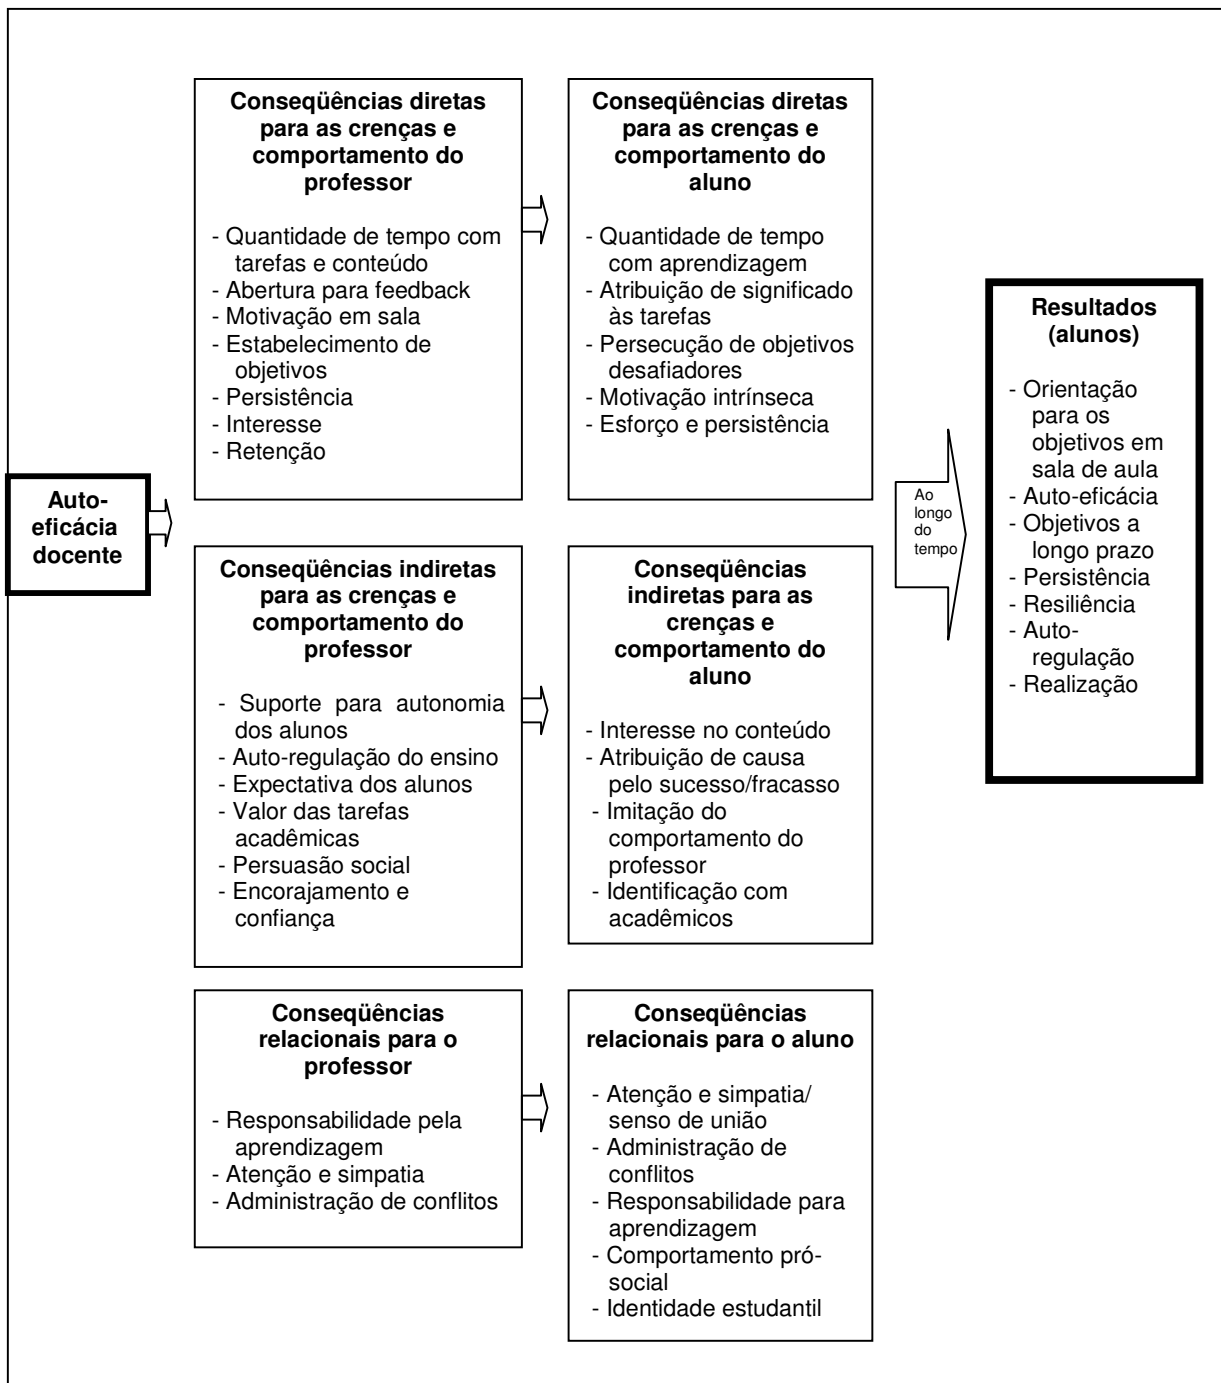 Auto-
eficácia
docente
Conseqüências diretas
para as crenças e
comportamento do
professor
- Quantidade de tempo com
tarefas e conteúdo
- Abertura para feedback
- Motivação em sala
- Estabelecimento de
objetivos
- Persistência
- Interesse
- Retenção
Conseqüências diretas
para as crenças e
comportamento do
aluno
- Quantidade de tempo
com aprendizagem
- Atribuição de significado
às tarefas
- Persecução de objetivos
desafiadores
- Motivação intrínseca
- Esforço e persistência
Conseqüências indiretas
para as crenças e
comportamento do
professor
- Suporte para autonomia
dos alunos
- Auto-regulação do ensino
- Expectativa dos alunos
- Valor das tarefas
acadêmicas
- Persuasão social
- Encorajamento e
confiança
Conseqüências
indiretas para as
crenças e
comportamento do
aluno
- Interesse no conteúdo
- Atribuição de causa
pelo sucesso/fracasso
- Imitação do
comportamento do
professor
- Identificação com
acadêmicos
Conseqüências
relacionais para o
professor
- Responsabilidade pela
aprendizagem
- Atenção e simpatia
- Administração de conflitos
Conseqüências
relacionais para o aluno
- Atenção e simpatia/
senso de união
- Administração de
conflitos
- Responsabilidade para
aprendizagem
- Comportamento pró-
social
- Identidade estudantil
Ao
longo
do
tempo
Resultados
(alunos)
- Orientação
para os
objetivos em
sala de aula
- Auto-eficácia
- Objetivos a
longo prazo
- Persistência
- Resiliência
- Auto-
regulação
- Realização